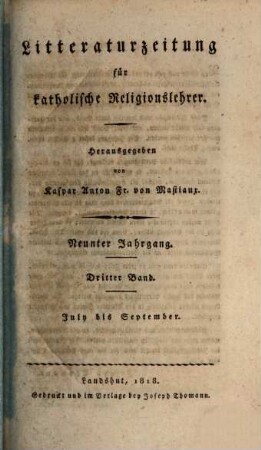 Litteraturzeitung
für
katholische Religionslehrer.
Herausgegeben
von
Kaspar Anton Fr. von Mastiaux.
Neunter Jahrgang.
Dritter Band.
July bis September.
Landshut, 1818.
Gedruckt und im Verlage bey Joseph Thomann.